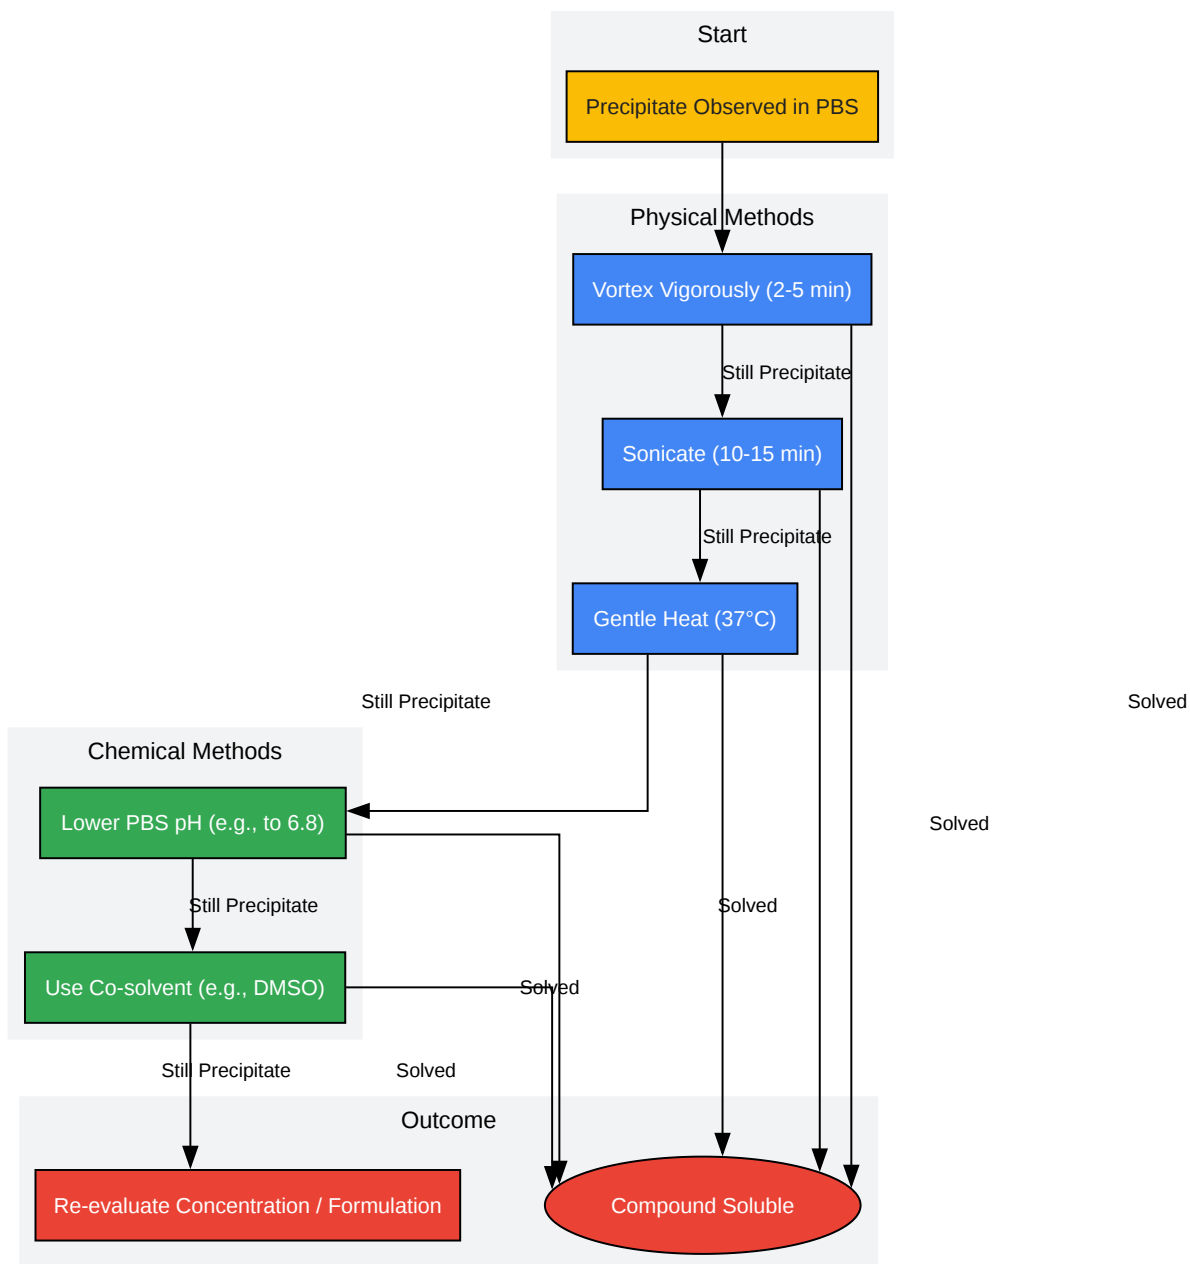 Start
Precipitate Observed in PBS
Physical Methods
Vortex Vigorously (2-5 min)
Still Precipitate
Sonicate (10-15 min)
Still Precipitate
Gentle Heat (37°C)
Still Precipitate
Solved
Chemical Methods
Lower PBS pH (e.g., to 6.8)
Solved
Still Precipitate
Solved
Use Co-solvent (e.g., DMSO)
Solved
Still Precipitate
Solved
Outcome
Re-evaluate Concentration / Formulation
Compound Soluble